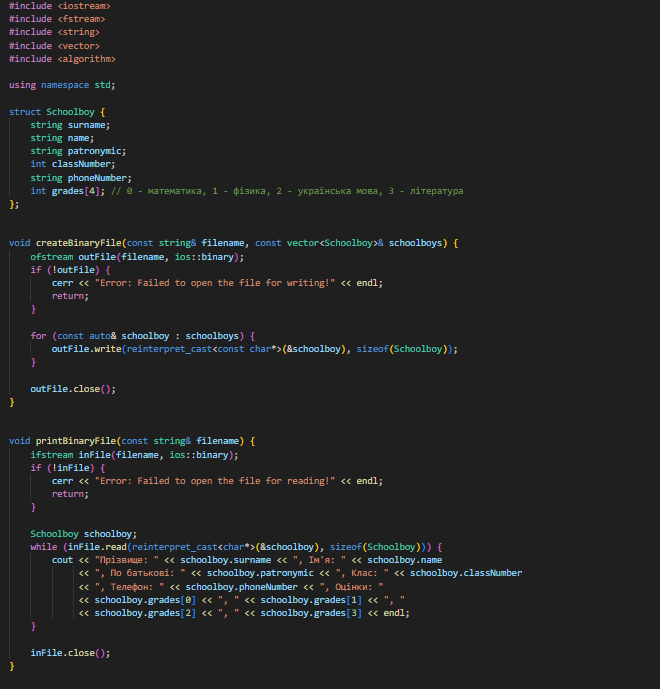 #include <iostream>
#include <fstream>
#include <string>
#include <vector>
#include <algorithm>

using namespace std;

struct Schoolboy {
    string surname;
    string name;
    string patronymic;
    int classNumber;
    string phoneNumber;
    int grades[4]; // 0 - математика, 1 - фізика, 2 - українська мова, 3 - література
};


void createBinaryFile(const string& filename, const vector<Schoolboy>& schoolboys) {
    ofstream outFile(filename, ios::binary);
    if (!outFile) {
        cerr << "Error: Failed to open the file for writing!" << endl;
        return;
    }

    for (const auto& schoolboy : schoolboys) {
        outFile.write(reinterpret_cast<const char*>(&schoolboy), sizeof(Schoolboy));
    }

    outFile.close();
}


void printBinaryFile(const string& filename) {
    ifstream inFile(filename, ios::binary);
    if (!inFile) {
        cerr << "Error: Failed to open the file for reading!" << endl;
        return;
    }

    Schoolboy schoolboy;
    while (inFile.read(reinterpret_cast<char*>(&schoolboy), sizeof(Schoolboy))) {
        cout << "Прізвище: " << schoolboy.surname << ", Ім'я: " << schoolboy.name
            << ", По батькові: " << schoolboy.patronymic << ", Клас: " << schoolboy.classNumber
            << ", Телефон: " << schoolboy.phoneNumber << ", Оцінки: "
            << schoolboy.grades[0] << ", " << schoolboy.grades[1] << ", "
            << schoolboy.grades[2] << ", " << schoolboy.grades[3] << endl;
    }

    inFile.close();
}